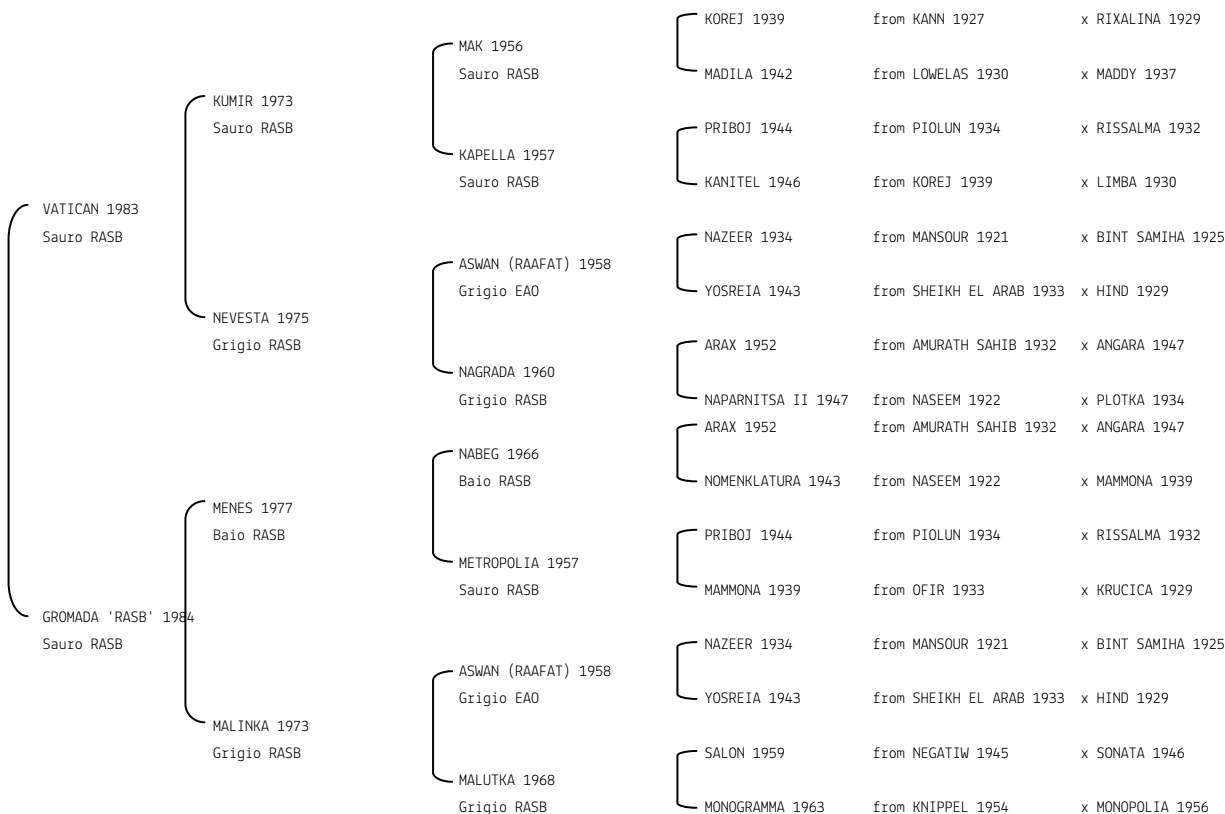 KOREJ 1939 from KANN 1927 x RIXALINA 1929
MAK 1956
Sauro RASB MADILA 1942 from LOWELAS 1930 x MADDY 1937
KUMIR 1973
Sauro RASB PRIBOJ 1944 from PIOLUN 1934 x RISSALMA 1932
KAPELLA 1957
Sauro RASB KANITEL 1946 from KOREJ 1939 x LIMBA 1930
VATICAN 1983
Sauro RASB NAZEER 1934 from MANSOUR 1921 x BINT SAMIHA 1925
ASWAN (RAAFAT) 1958
Grigio EAO YOSREIA 1943 from SHEIKH EL ARAB 1933 x HIND 1929
NEVESTA 1975
Grigio RASB ARAX 1952 from AMURATH SAHIB 1932 x ANGARA 1947
NAGRADA 1960
Grigio RASB NAPARNITSA II 1947 from NASEEM 1922 x PLOTKA 1934
ARAX 1952 from AMURATH SAHIB 1932 x ANGARA 1947
NABEG 1966
Baio RASB NOMENKLATURA 1943 from NASEEM 1922 x MAMMONA 1939
MENES 1977
Baio RASB PRIBOJ 1944 from PIOLUN 1934 x RISSALMA 1932
METROPOLIA 1957
Sauro RASB MAMMONA 1939 from OFIR 1933 x KRUCICA 1929
GROMADA 'RASB' 1984
Sauro RASB NAZEER 1934 from MANSOUR 1921 x BINT SAMIHA 1925
ASWAN (RAAFAT) 1958
Grigio EAO YOSREIA 1943 from SHEIKH EL ARAB 1933 x HIND 1929
MALINKA 1973
Grigio RASB SALON 1959 from NEGATIW 1945 x SONATA 1946
MALUTKA 1968
Grigio RASB MONOGRAMMA 1963 from KNIPPEL 1954 x MONOPOLIA 1956